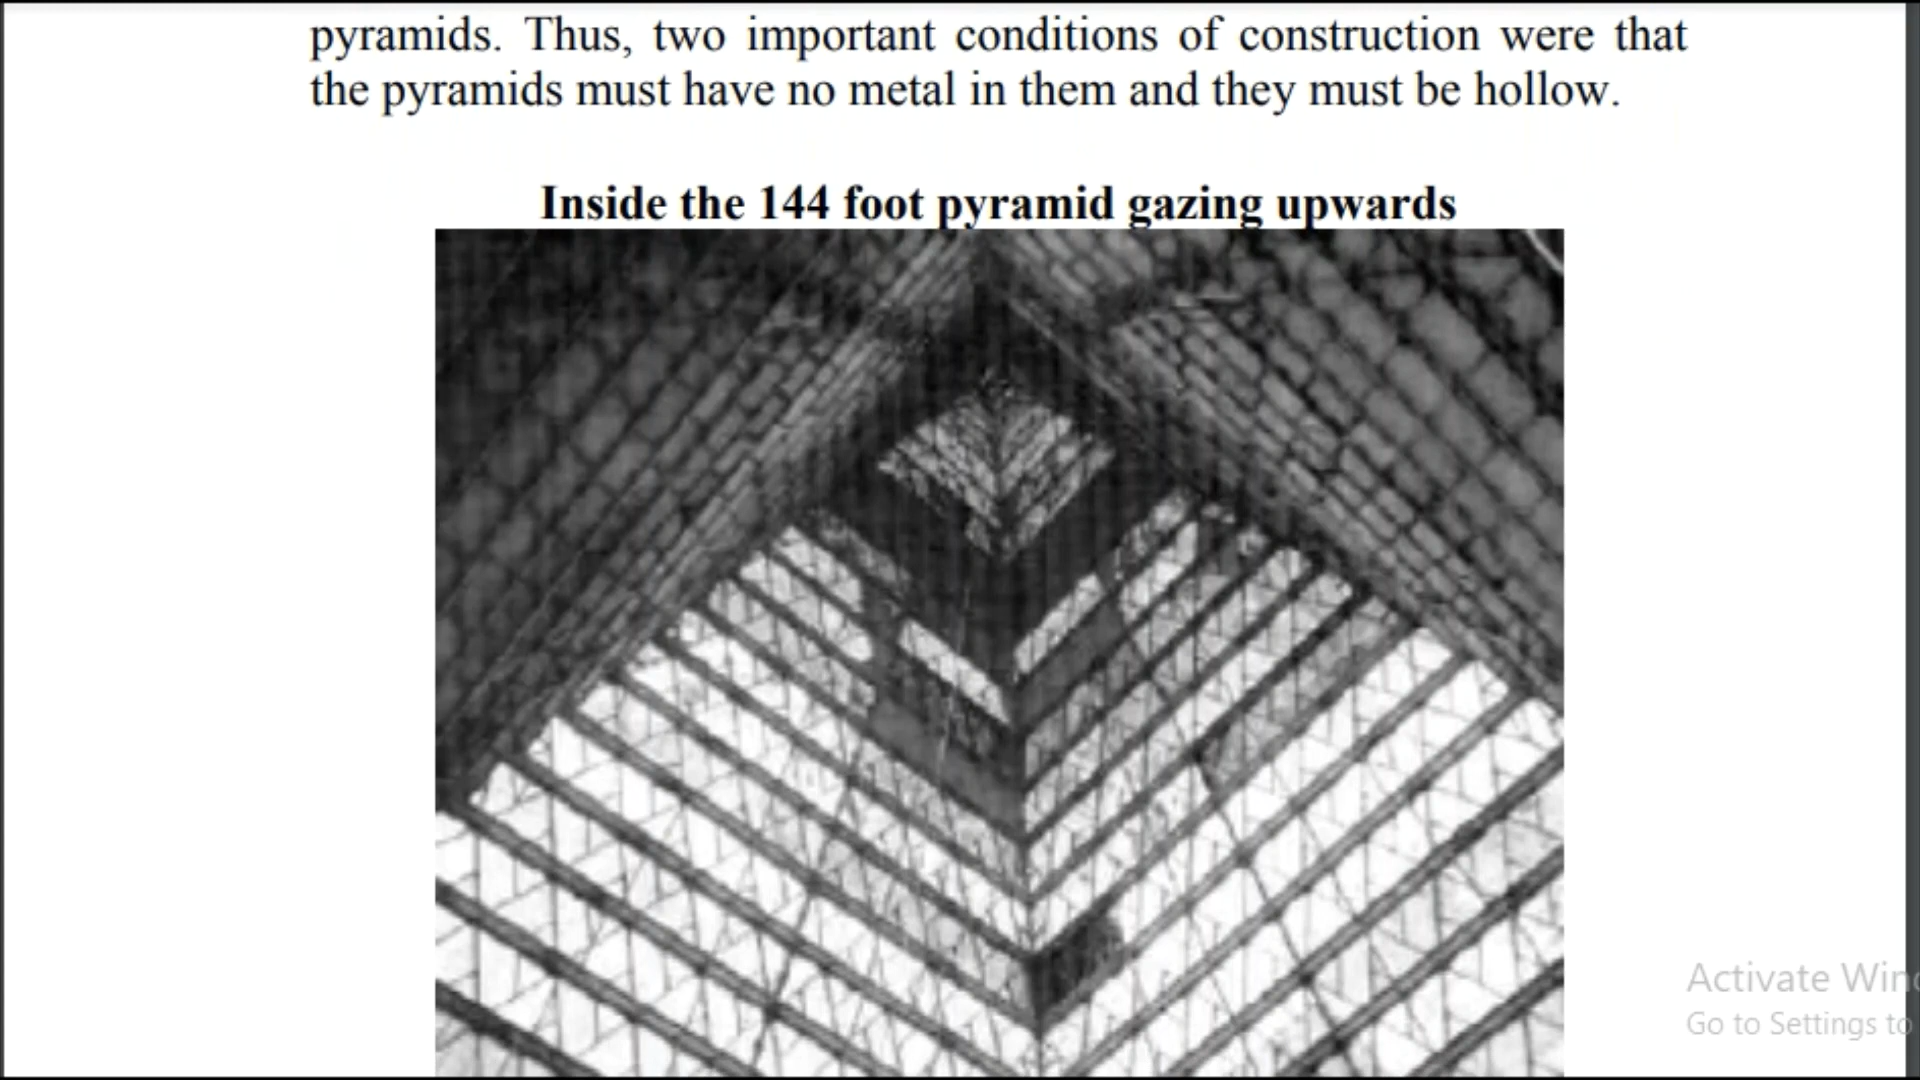 pyramids. Thus, two important conditions of construction were that
the pyramids must have no metal in them and they must be hollow.
Inside the 144 foot pyramid gazing upwards
Activate Win
Go to Settings to